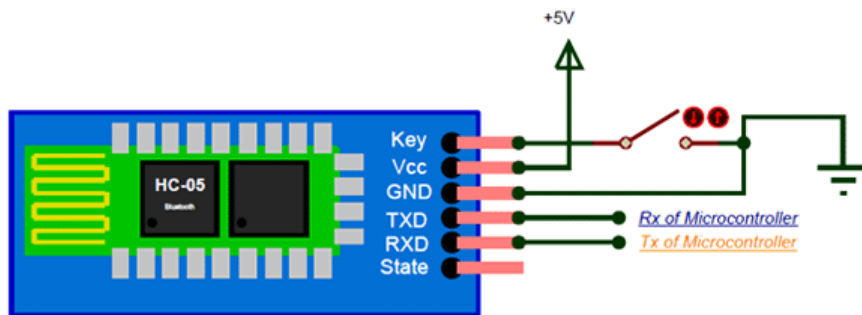 +5V
HC-05
Bluetooth
Key
Vcc
GND
TXD
RXD
State
Rx of Microcontroller
Tx of Microcontroller